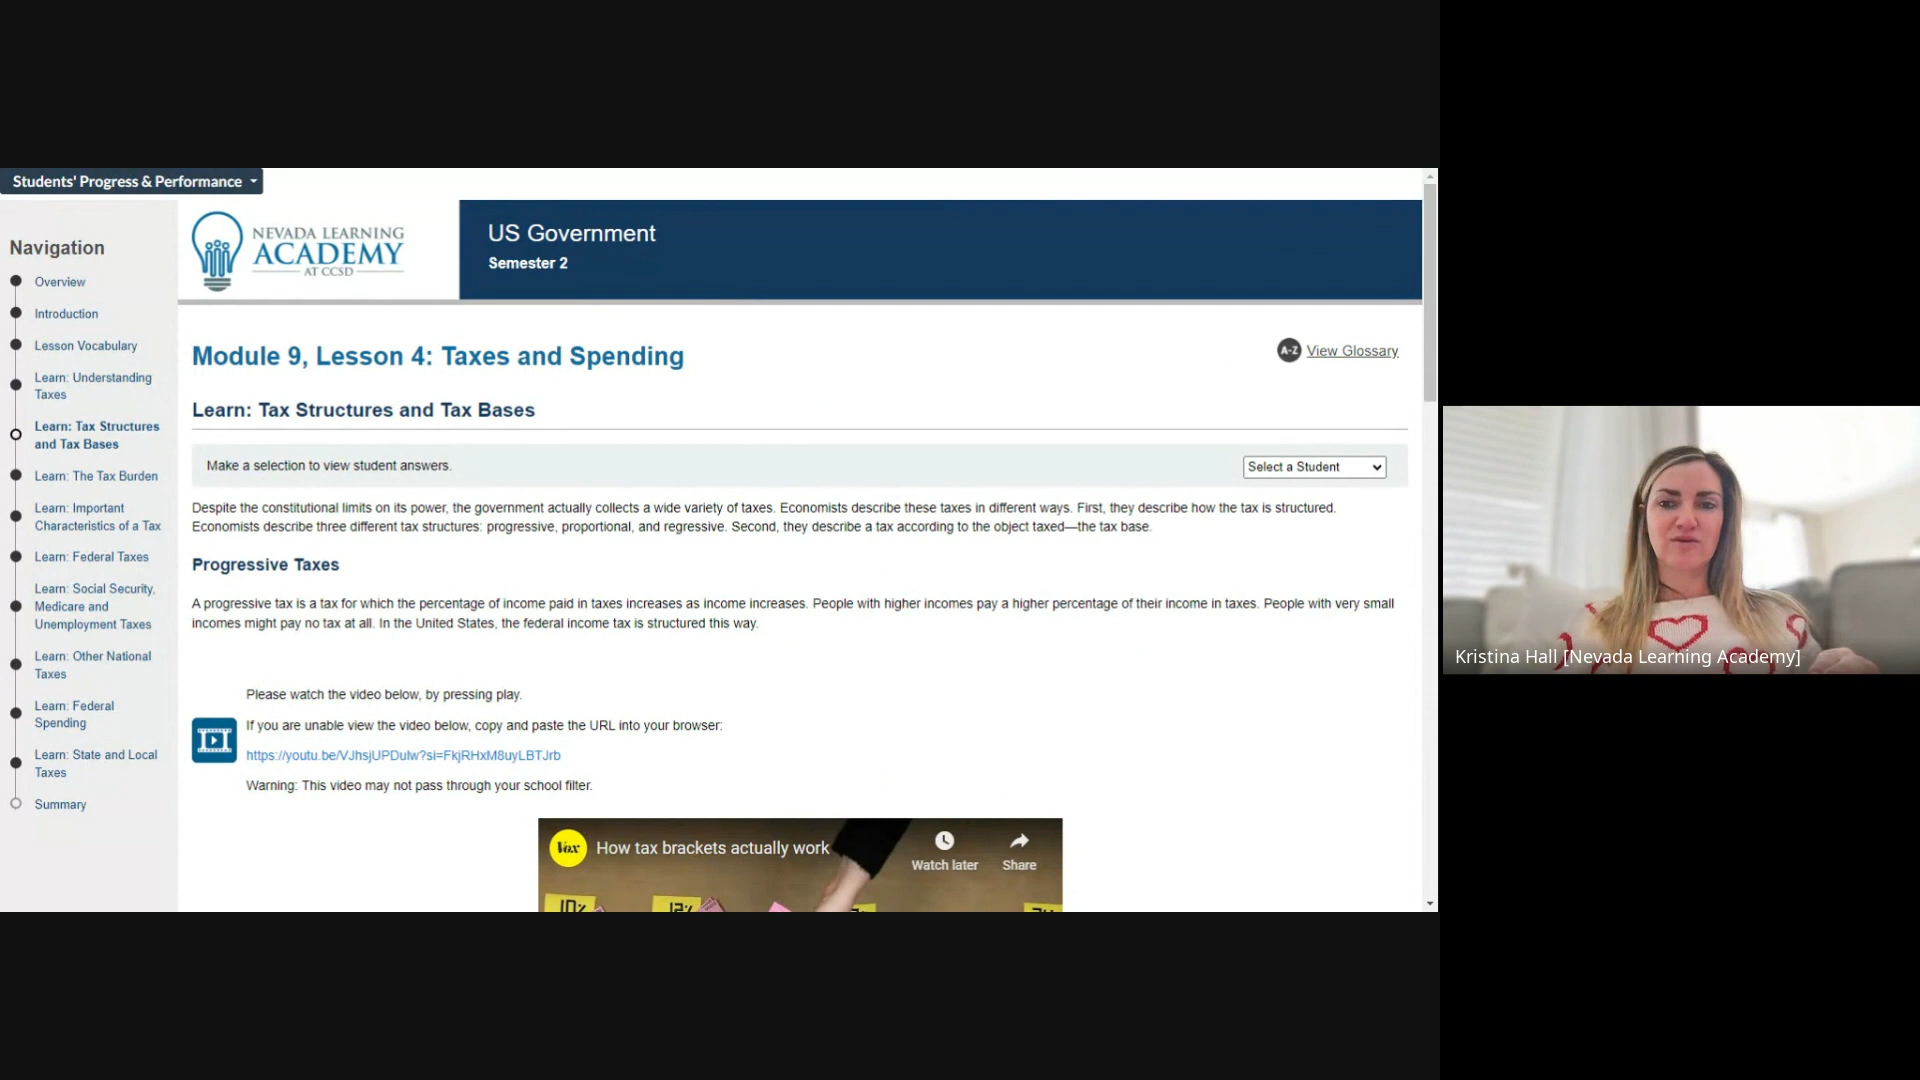 Students' Progress & Performance
Navigation
Overview
Introduction
Lesson Vocabulary
Learn: Understanding
Taxes
Learn: Tax Structures
and Tax Bases
Learn: The Tax Burden
Learn: Important
Characteristics of a Tax
Learn: Federal Taxes
Learn: Social Security,
Medicare and
Unemployment Taxes
Learn: Other National
Taxes
Learn: Federal
Spending
Learn: State and Local
Taxes
Summary
NEVADA LEARNING
ACADEMY
AT CCSD
US Government
Semester 2
Module 9, Lesson 4: Taxes and Spending
A-Z View Glossary
Learn: Tax Structures and Tax Bases
Make a selection to view student answers.
Select a Student
Despite the constitutional limits on its power, the government actually collects a wide variety of taxes. Economists describe these taxes in different ways. First, they describe how the tax is structured.
Economists describe three different tax structures: progressive, proportional, and regressive. Second, they describe a tax according to the object taxed—the tax base.
Progressive Taxes
A progressive tax is a tax for which the percentage of income paid in taxes increases as income increases. People with higher incomes pay a higher percentage of their income in taxes. People with very small
incomes might pay no tax at all. In the United States, the federal income tax is structured this way.
Please watch the video below, by pressing play.
If you are unable view the video below, copy and paste the URL into your browser:
https://youtu.be/VJhsjUPDulw?si=FkjRHxM8uyLBTJrb
Warning: This video may not pass through your school filter.
Vox
How tax brackets actually work
Watch later
Share
10%
12%
Kristina Hall [Nevada Learning Academy]